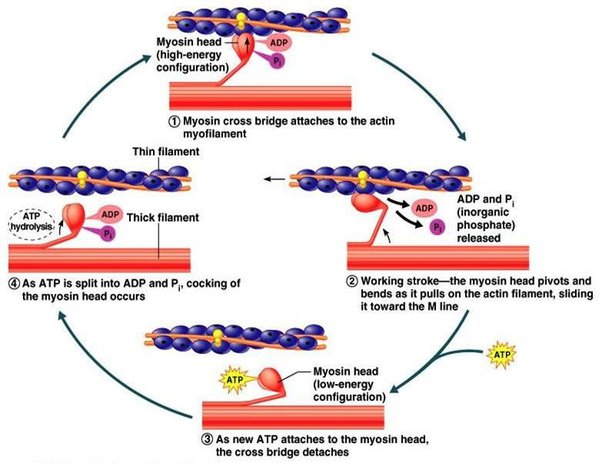 Myosin head
(high-energy
configuration)
ADP
Pi
① Myosin cross bridge attaches to the actin
myofilament
Thin filament
ADP and Pi
(inorganic
phosphate)
released
ADP
Pi
② Working stroke—the myosin head pivots and
bends as it pulls on the actin filament, sliding
it toward the M line
ATP
ATP
Myosin head
(low-energy
configuration)
③ As new ATP attaches to the myosin head,
the cross bridge detaches
ATP
hydrolysis
ADP
Pi
Thick filament
④ As ATP is split into ADP and Pi, cocking of
the myosin head occurs